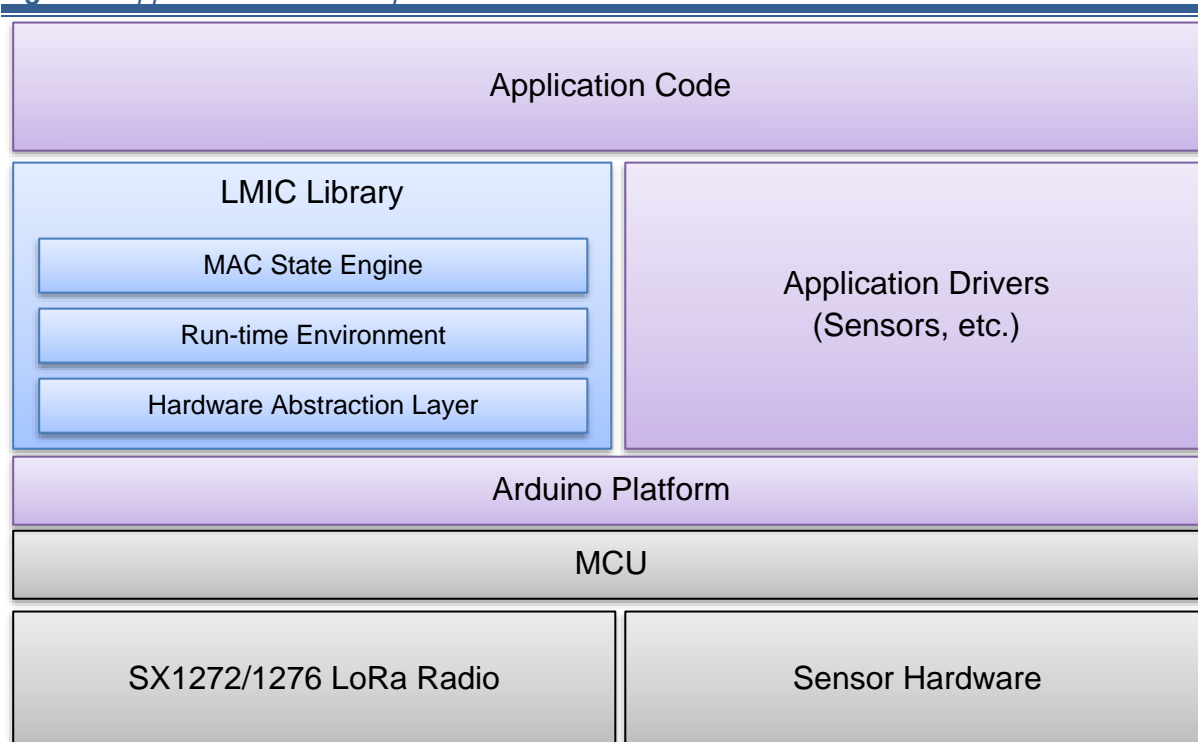 Application Code
LMIC Library
MAC State Engine
Run-time Environment
Hardware Abstraction Layer
Application Drivers
(Sensors, etc.)
Arduino Platform
MCU
SX1272/1276 LoRa Radio
Sensor Hardware